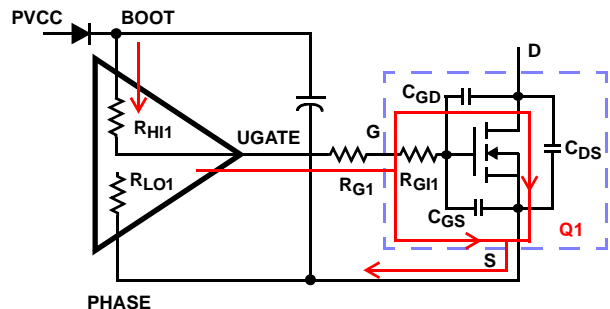 PVCC
BOOT
D
CGD
RHI1
UGATE
G
CDS
RLO1
RG1
RGI1
CGS
Q1
S
PHASE